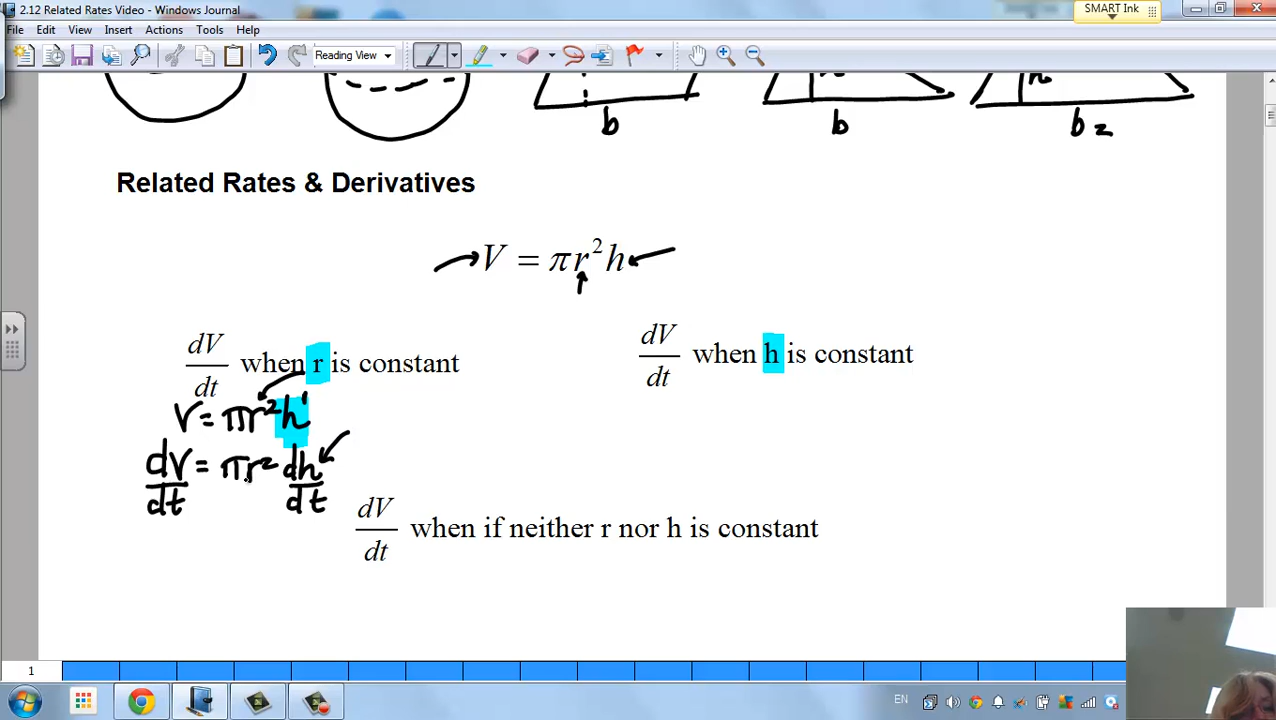 2.12 Related Rates Video - Windows Journal
SMART Ink
File Edit View Insert Actions Tools Help
Reading View
b b b₂
Related Rates & Derivatives
V = πr²h
dV/dt when r is constant
dV/dt when h is constant
V = πr²h¹
dV/dt = πr² dh/dt
dV/dt when if neither r nor h is constant
1
EN